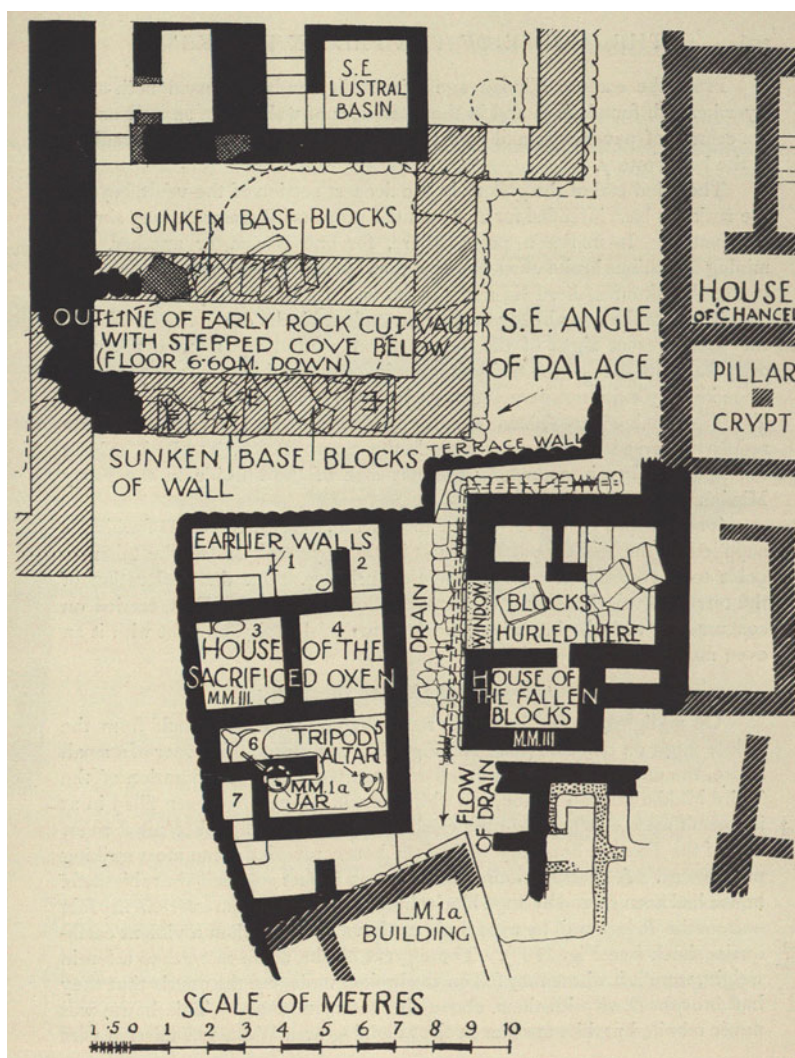 S.E
LUSTRAL
BASIN
SUNKEN BASE BLOCKS
OUTLINE OF EARLY ROCK CUT VAULT
WITH STEPPED COVE BELOW
(FLOOR 6·60M. DOWN)
S.E. ANGLE
OF PALACE
HOUSE
OF CHANCEL
PILLAR
CRYPT
SUNKEN BASE BLOCKS
OF WALL
TERRACE WALL
EARLIER WALLS
1
2
3
4
HOUSE OF THE
SACRIFICED OXEN
M.M.III.
DRAIN
WINDOW
BLOCKS
HURLED HERE
HOUSE OF
THE FALLEN
BLOCKS
M.M.III
6
TRIPOD
5
ALTAR
7
MM.1a
JAR
FLOW
OF DRAIN
L.M.1a
BUILDING
SCALE OF METRES
1 ·5 0 1 2 3 4 5 6 7 8 9 10